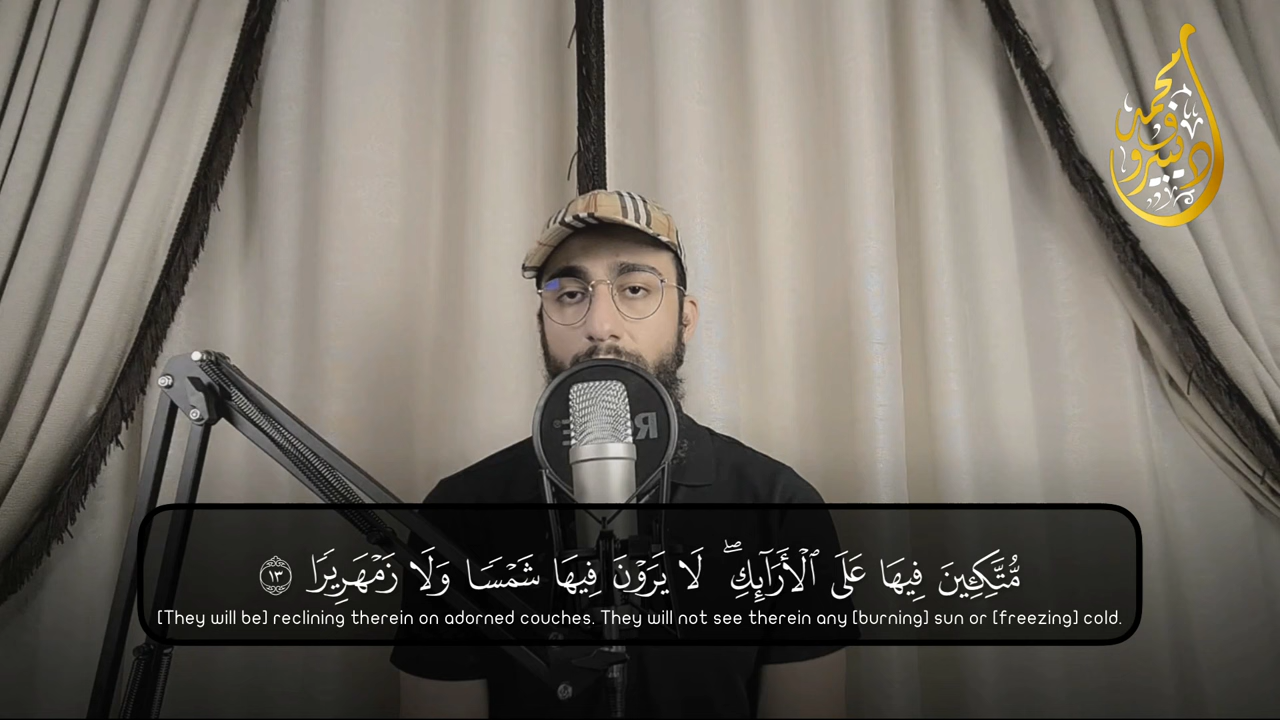 محمد
مُّتَّكِـِٔينَ فِيهَا عَلَى ٱلْأَرَآئِكِ ۖ لَا يَرَوْنَ فِيهَا شَمْسًا وَلَا زَمْهَرِيرًا ١٣
[They will be] reclining therein on adorned couches. They will not see therein any [burning] sun or [freezing] cold.